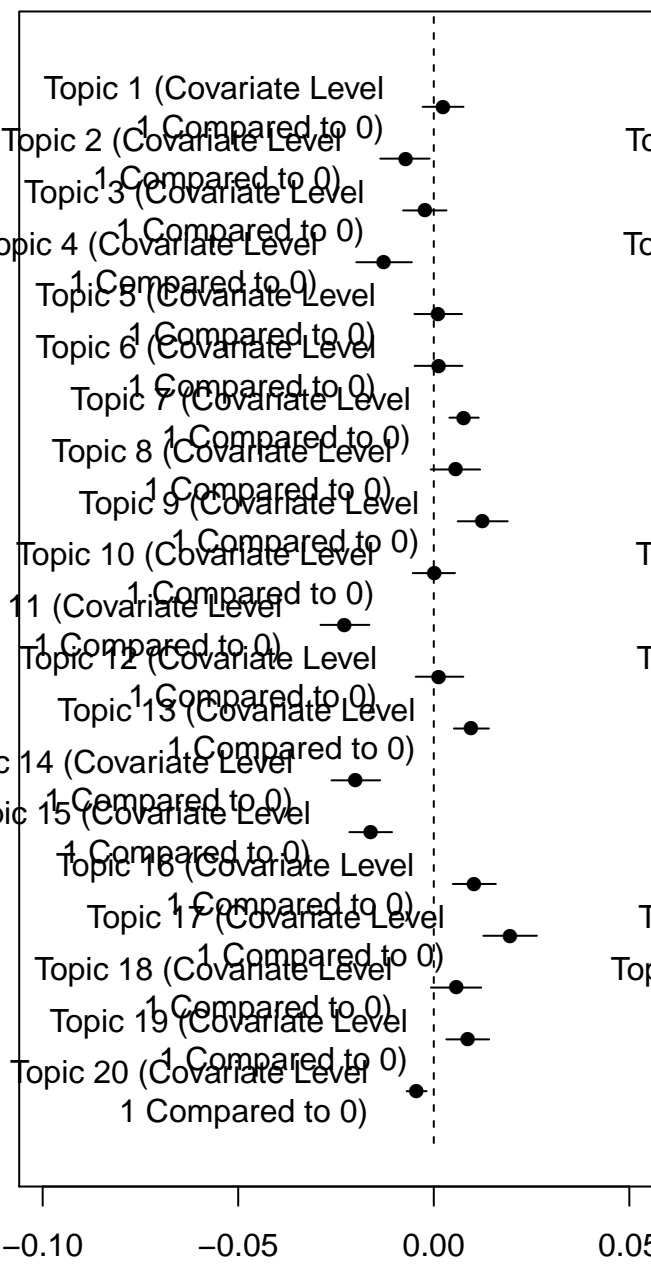 Topic 1 (Covariate Level
1 Compared to 0)
Topic 2 (Covariate Level
1 Compared to 0)
Topic 3 (Covariate Level
1 Compared to 0)
opic 4 (Covariate Level
1 Compared to 0)
Topic 5 (Covariate Level
1 Compared to 0)
Topic 6 (Covariate Level
1 Compared to 0)
Topic 7 (Covariate Level
1 Compared to 0)
Topic 8 (Covariate Level
1 Compared to 0)
Topic 9 (Covariate Level
1 Compared to 0)
Topic 10 (Covariate Level
1 Compared to 0)
11 (Covariate Level
1 Compared to 0)
Topic 12 (Covariate Level
1 Compared to 0)
Topic 13 (Covariate Level
1 Compared to 0)
c 14 (Covariate Level
1 Compared to 0)
ic 15 (Covariate Level
1 Compared to 0)
Topic 16 (Covariate Level
1 Compared to 0)
Topic 17 (Covariate Level
1 Compared to 0)
Topic 18 (Covariate Level
1 Compared to 0)
Topic 19 (Covariate Level
1 Compared to 0)
Topic 20 (Covariate Level
1 Compared to 0)
−0.10 −0.05 0.00 0.05